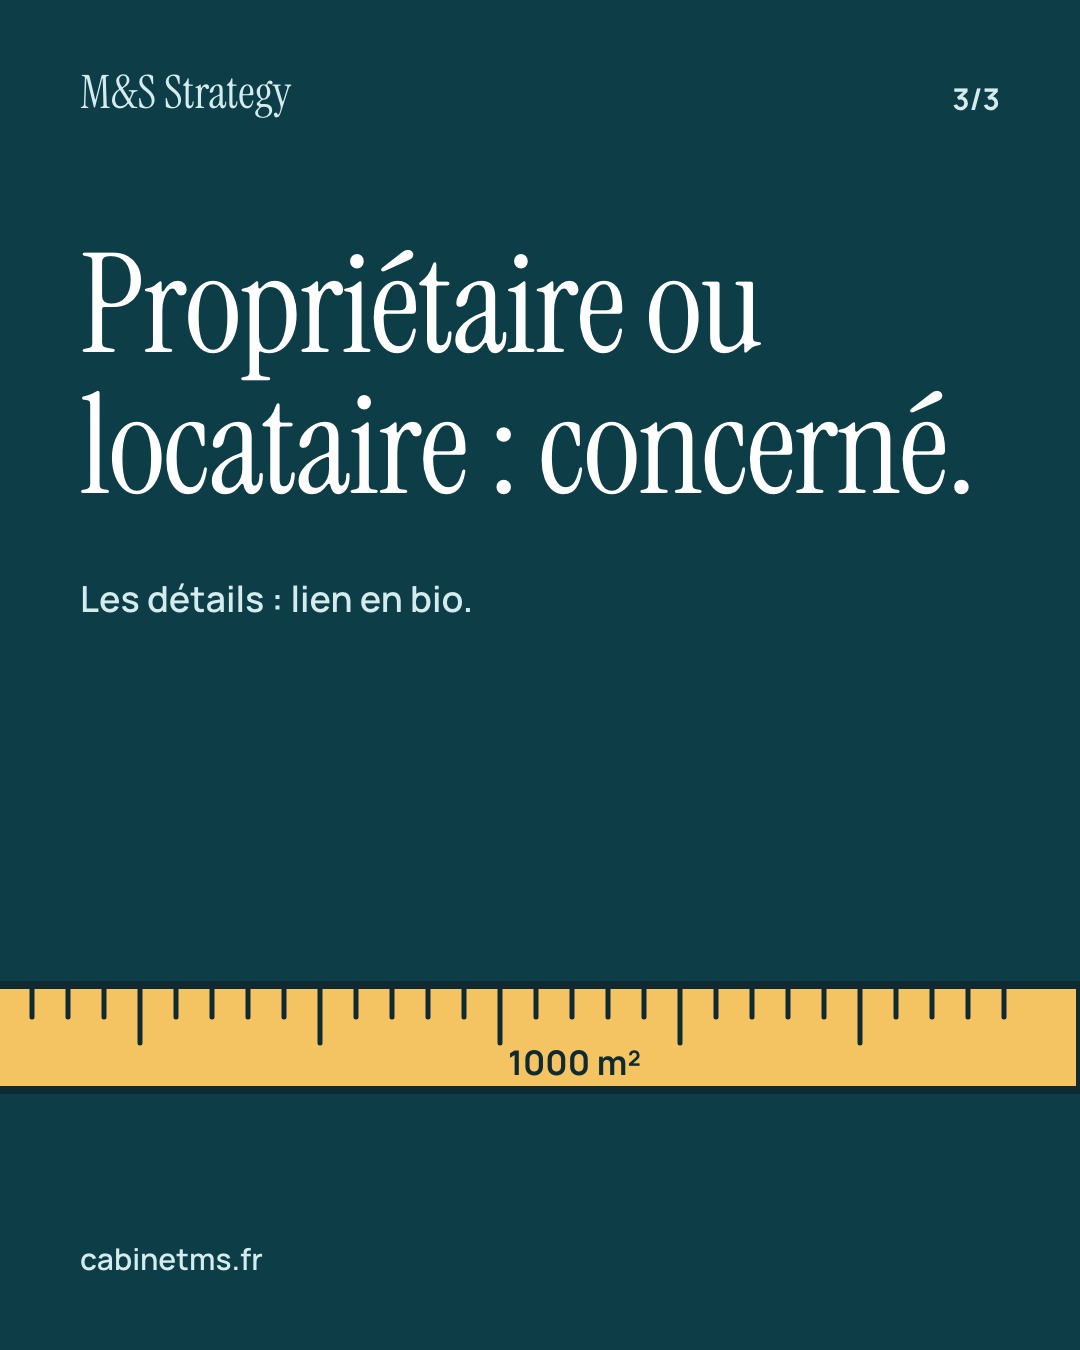 M&S Strategy
3/3
Propriétaire ou
locataire : concerné.
Les détails : lien en bio.
1000 m²
cabinetms.fr